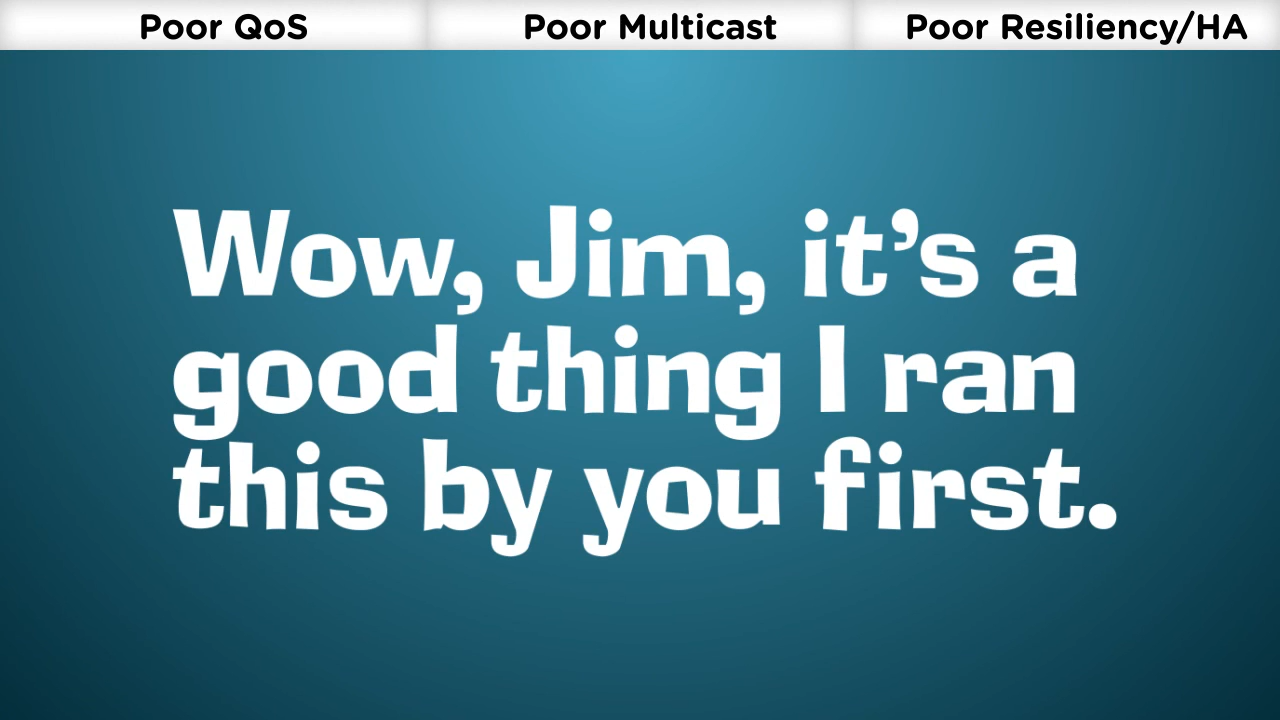 Poor QoS
Poor Multicast
Poor Resiliency/HA
Wow, Jim, it’s a
good thing I ran
this by you first.